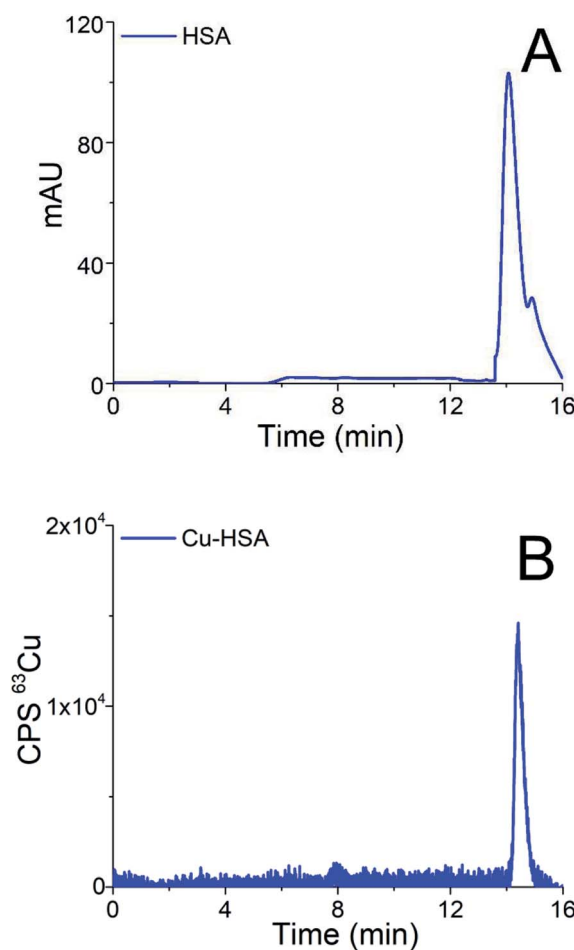 120
HSA
A
80
mAU
40
0
0 4 8 12 16
Time (min)
2x10⁴
Cu-HSA
B
CPS ⁶³Cu
1x10⁴
0
0 4 8 12 16
Time (min)